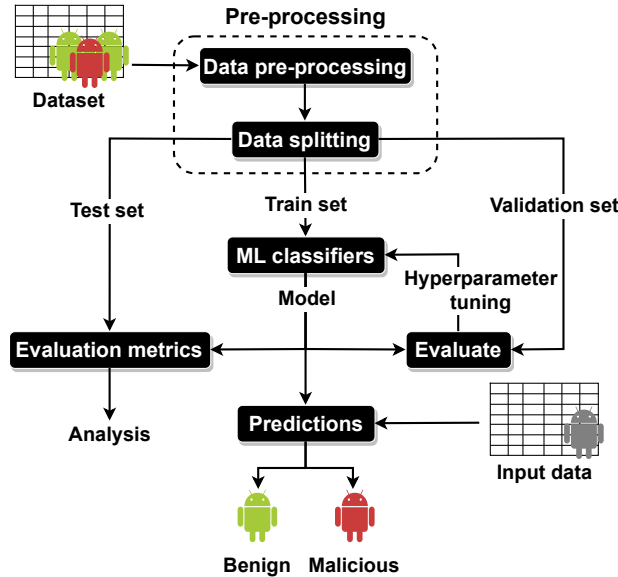 Pre-processing
Data pre-processing
Dataset
Data splitting
Test set
Train set
Validation set
ML classifiers
Hyperparameter
tuning
Model
Evaluation metrics
Evaluate
Analysis
Predictions
Input data
Benign
Malicious